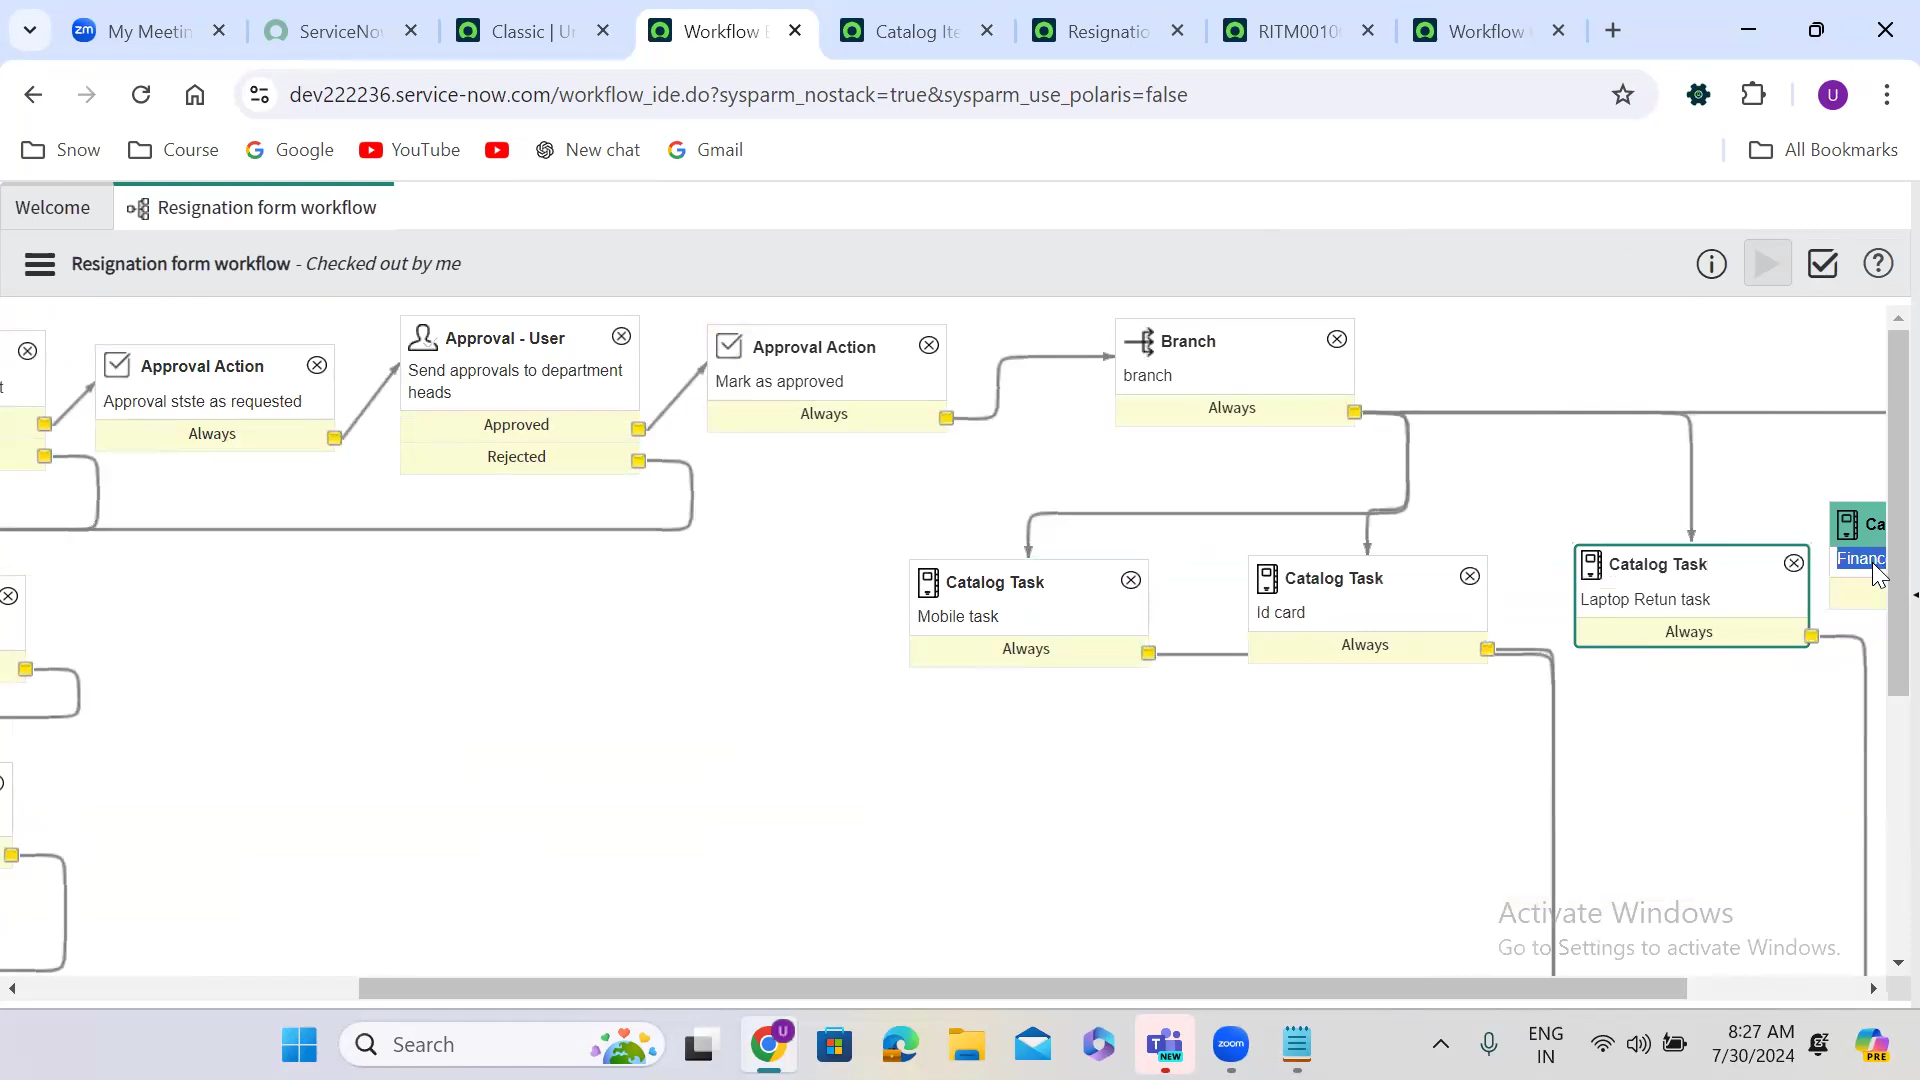 zm My Meetin
ServiceNo
Classic | U
Workflow E
Catalog Ite
Resignatio
RITM00100
Workflow
dev222236.service-now.com/workflow_ide.do?sysparm_nostack=true&sysparm_use_polaris=false
U
Snow
Course
Google
YouTube
New chat
Gmail
All Bookmarks
Welcome
Resignation form workflow
Resignation form workflow - Checked out by me
Approval Action
Approval stste as requested
Always
Approval - User
Send approvals to department
heads
Approved
Rejected
Approval Action
Mark as approved
Always
Branch
branch
Always
t
Catalog Task
Mobile task
Always
Catalog Task
Id card
Always
Catalog Task
Laptop Retun task
Always
Ca
Financ
Activate Windows
Go to Settings to activate Windows.
Search
U
NEW
zoom
ENG
IN
8:27 AM
7/30/2024
PRE